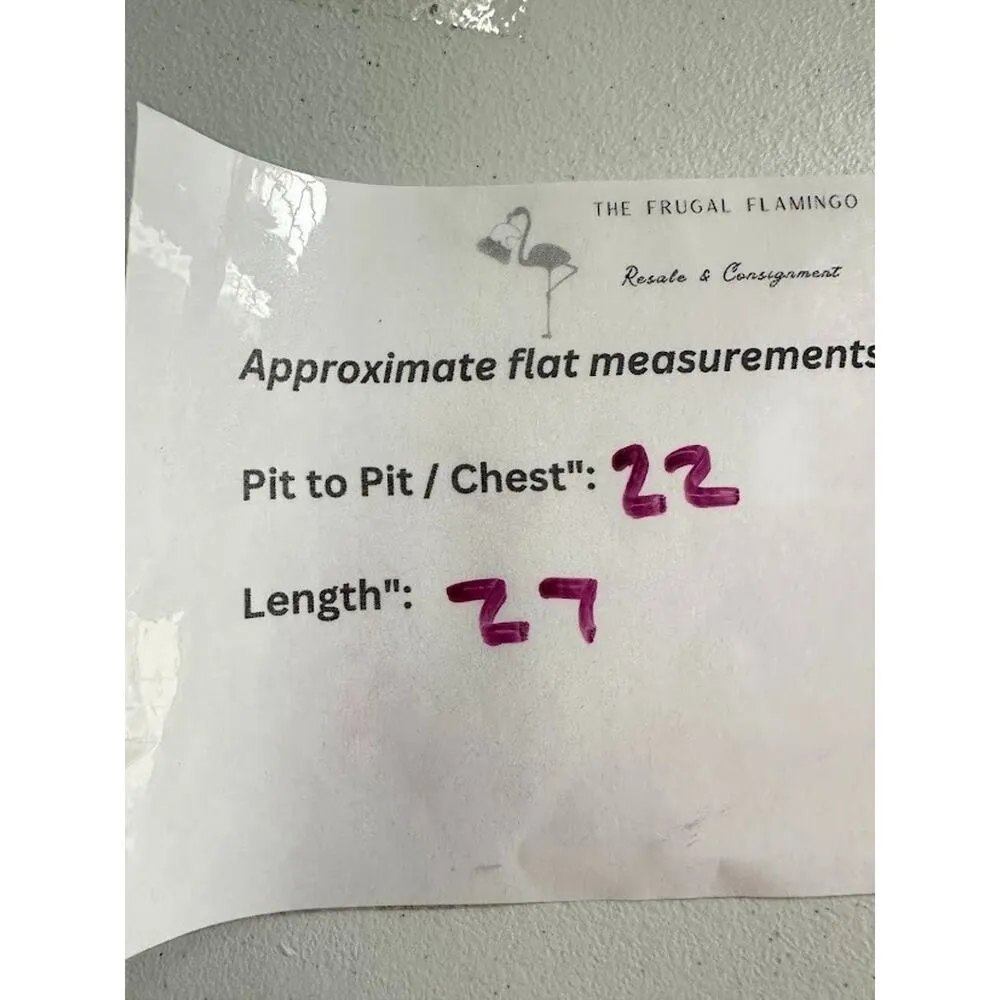 THE FRUGAL FLAMINGO
Resale & Consignment
Approximate flat measurements
Pit to Pit / Chest": 22
Length": 27